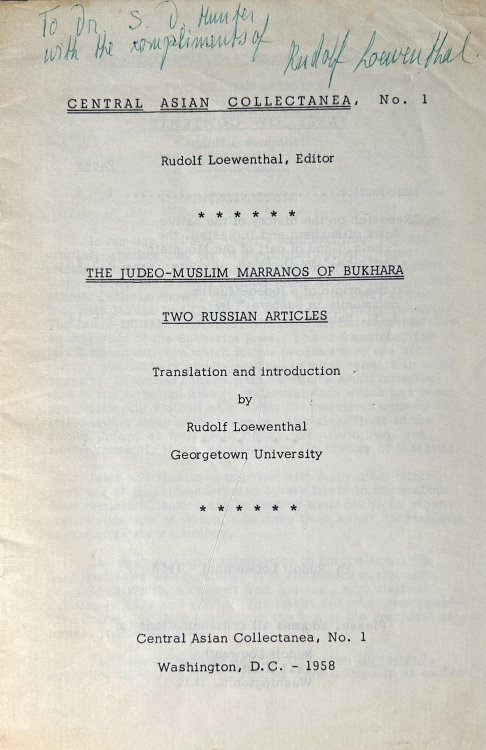 To Dr. S. D. Hunter
with the compliments of
Rudolf Loewenthal.
CENTRAL ASIAN COLLECTANEA, No. 1
Rudolf Loewenthal, Editor
* * * * * *
THE JUDEO-MUSLIM MARRANOS OF BUKHARA
TWO RUSSIAN ARTICLES
Translation and introduction
by
Rudolf Loewenthal
Georgetown University
* * * * * *
Central Asian Collectanea, No. 1
Washington, D.C. - 1958